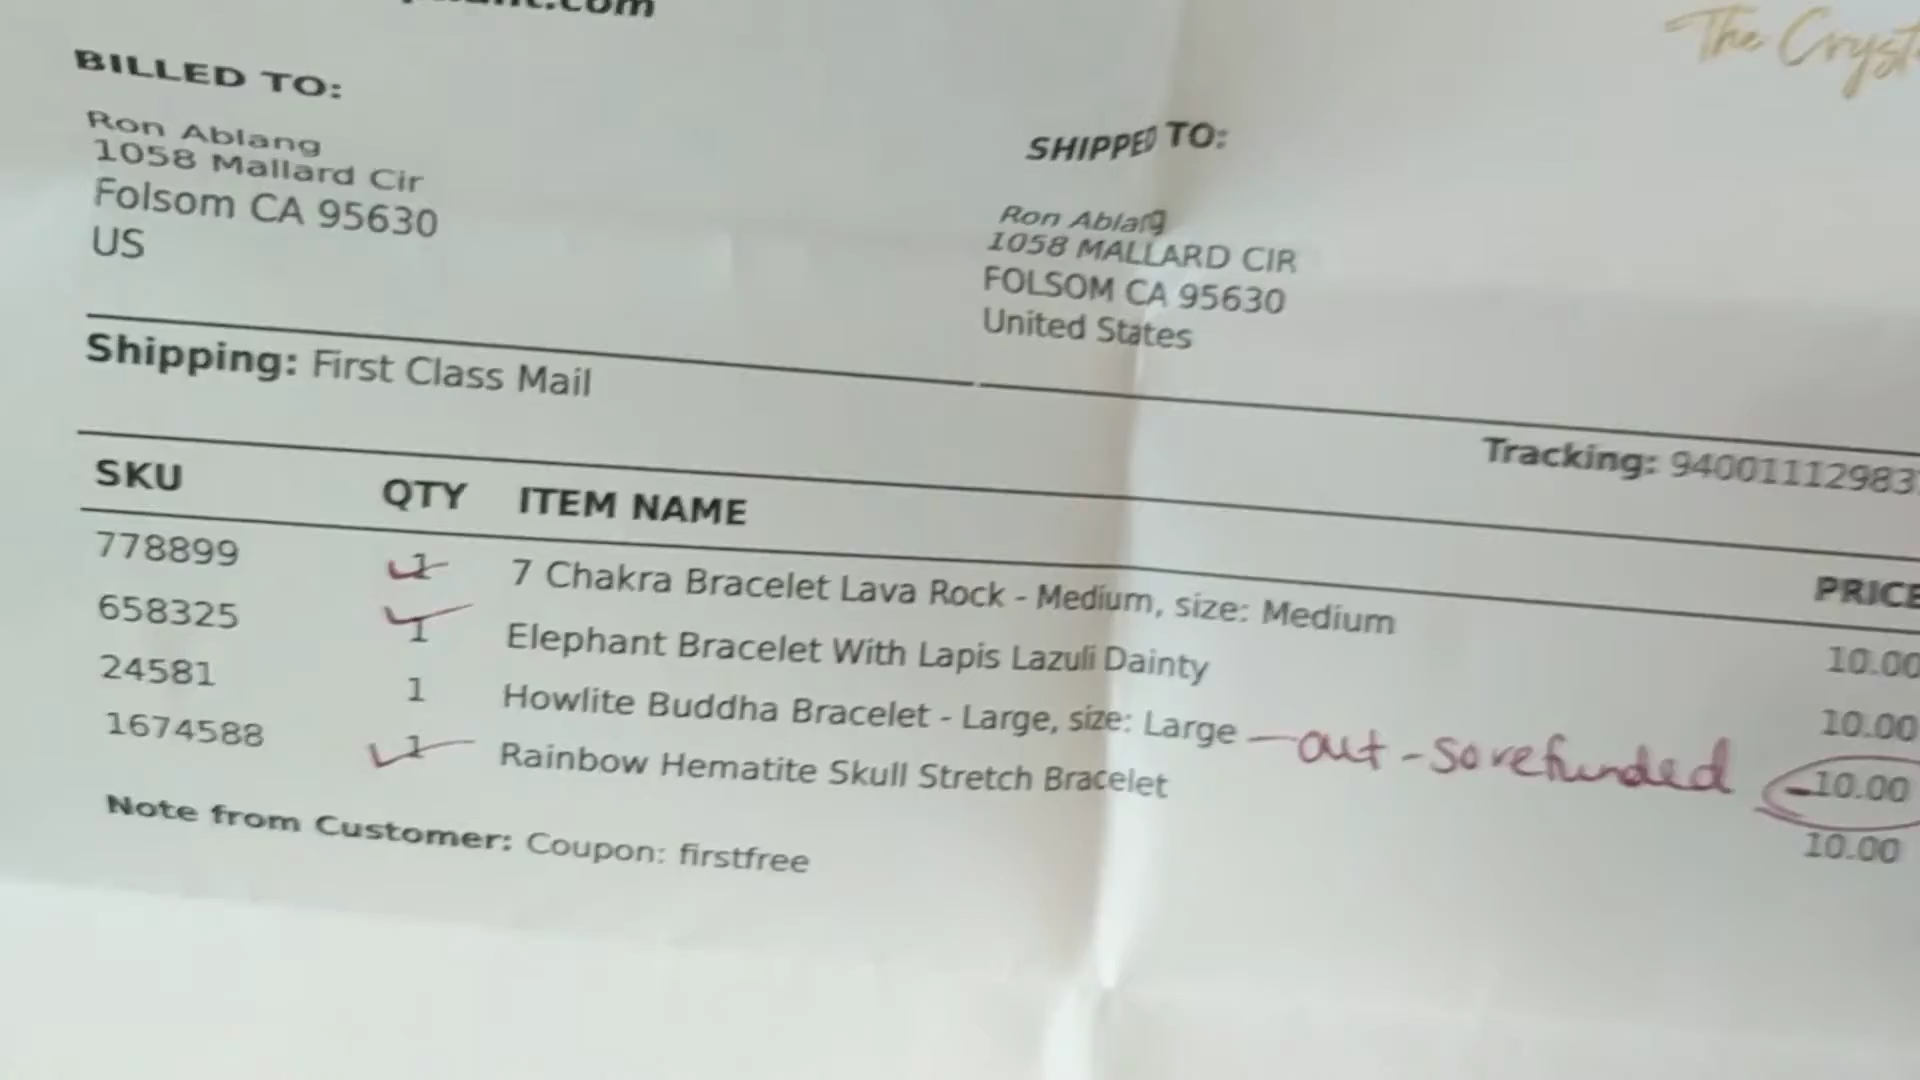 BILLED TO:
Ron Ablang
1058 Mallard Cir
Folsom CA 95630
US
The
SHIPPED TO:
Ron Ablang
1058 MALLARD CIR
FOLSOM CA 95630
United States
Shipping: First Class Mail
Tracking: 94001112983
SKU QTY ITEM NAME PRICE
778899 1 7 Chakra Bracelet Lava Rock - Medium, size: Medium 10.00
658325 1 Elephant Bracelet With Lapis Lazuli Dainty 10.00
24581 1 Howlite Buddha Bracelet - Large, size: Large - out - so refunded -10.00
1674588 1 Rainbow Hematite Skull Stretch Bracelet 10.00
Note from Customer: Coupon: firstfree